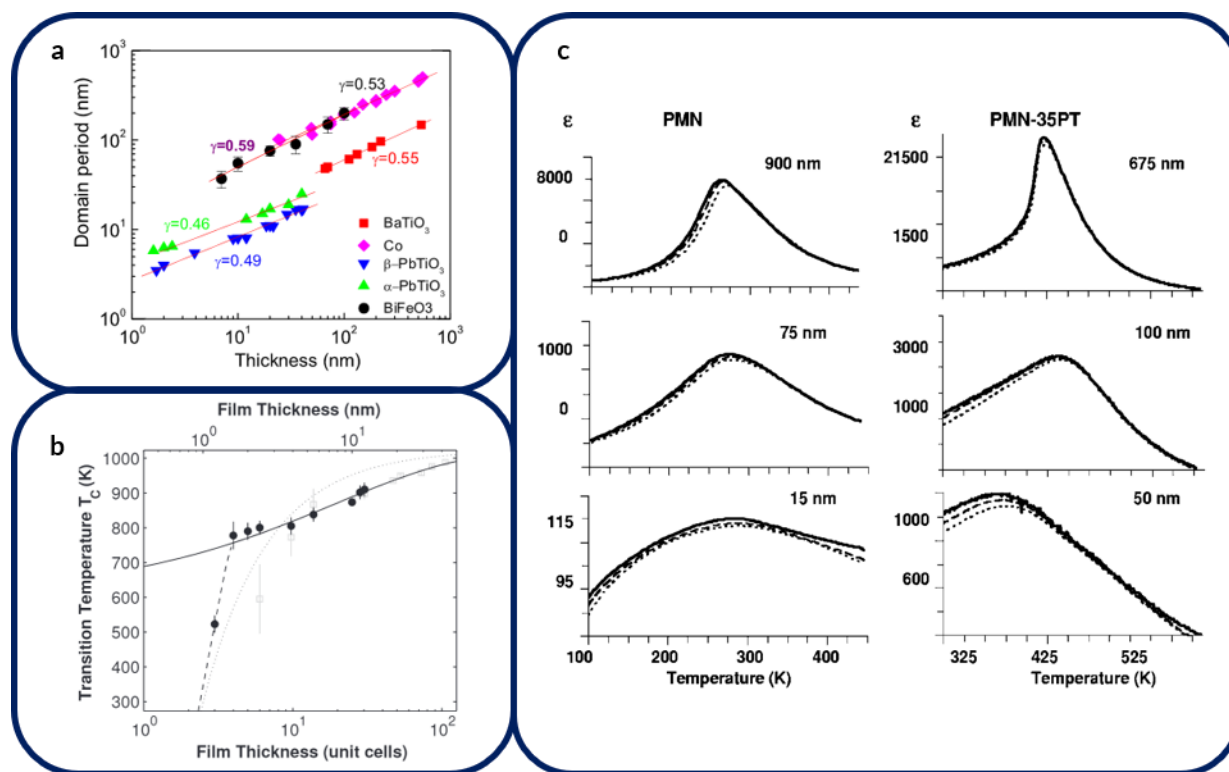 a
10³
10²
10¹
10⁰
Domain period (nm)
γ=0.53
γ=0.59
γ=0.55
γ=0.46
γ=0.49
BaTiO₃
Co
β–PbTiO₃
α–PbTiO₃
BiFeO3
10⁰ 10¹ 10² 10³
Thickness (nm)
b
Film Thickness (nm)
10⁰ 10¹
1000
900
800
700
600
500
400
300
Transition Temperature T_C (K)
10⁰ 10¹ 10²
Film Thickness (unit cells)
c
ε PMN
900 nm
8000
0
75 nm
1000
0
15 nm
115
95
100 200 300 400
Temperature (K)
ε PMN-35PT
21500 675 nm
1500
3000 100 nm
1000
50 nm
1000
600
325 425 525
Temperature (K)